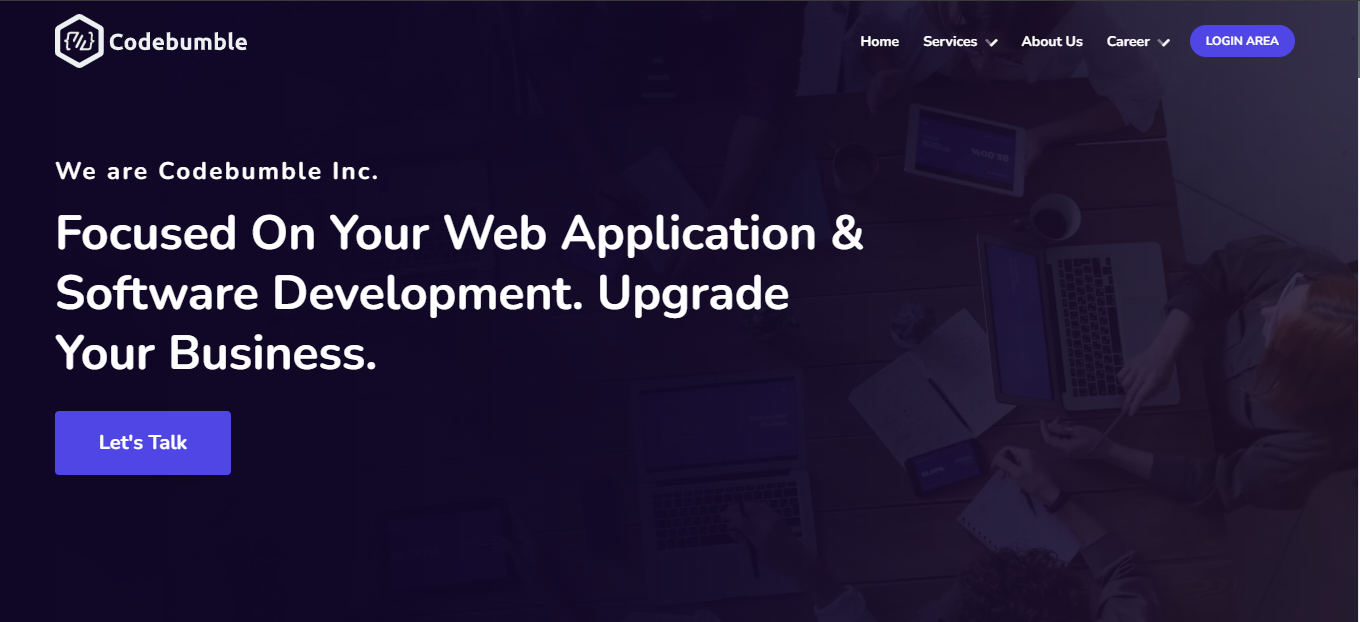 Codebumble
Home Services About Us Career LOGIN AREA
We are Codebumble Inc.
Focused On Your Web Application &
Software Development. Upgrade
Your Business.
Let's Talk